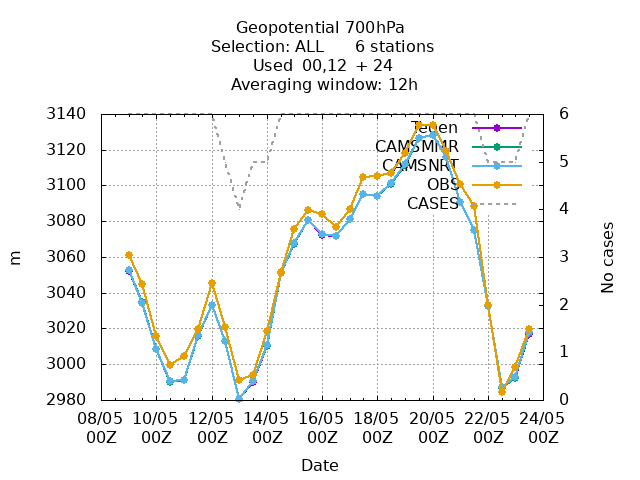 Geopotential 700hPa
Selection: ALL      6 stations
Used  00,12  + 24
Averaging window: 12h
3140
3120
3100
3080
3060
3040
3020
3000
2980
6
5
4
3
2
1
0
Tegen
CAMSMMR
CAMSNRT
OBS
CASES
m
No cases
08/05 10/05 12/05 14/05 16/05 18/05 20/05 22/05 24/05
00Z 00Z 00Z 00Z 00Z 00Z 00Z 00Z 00Z
Date